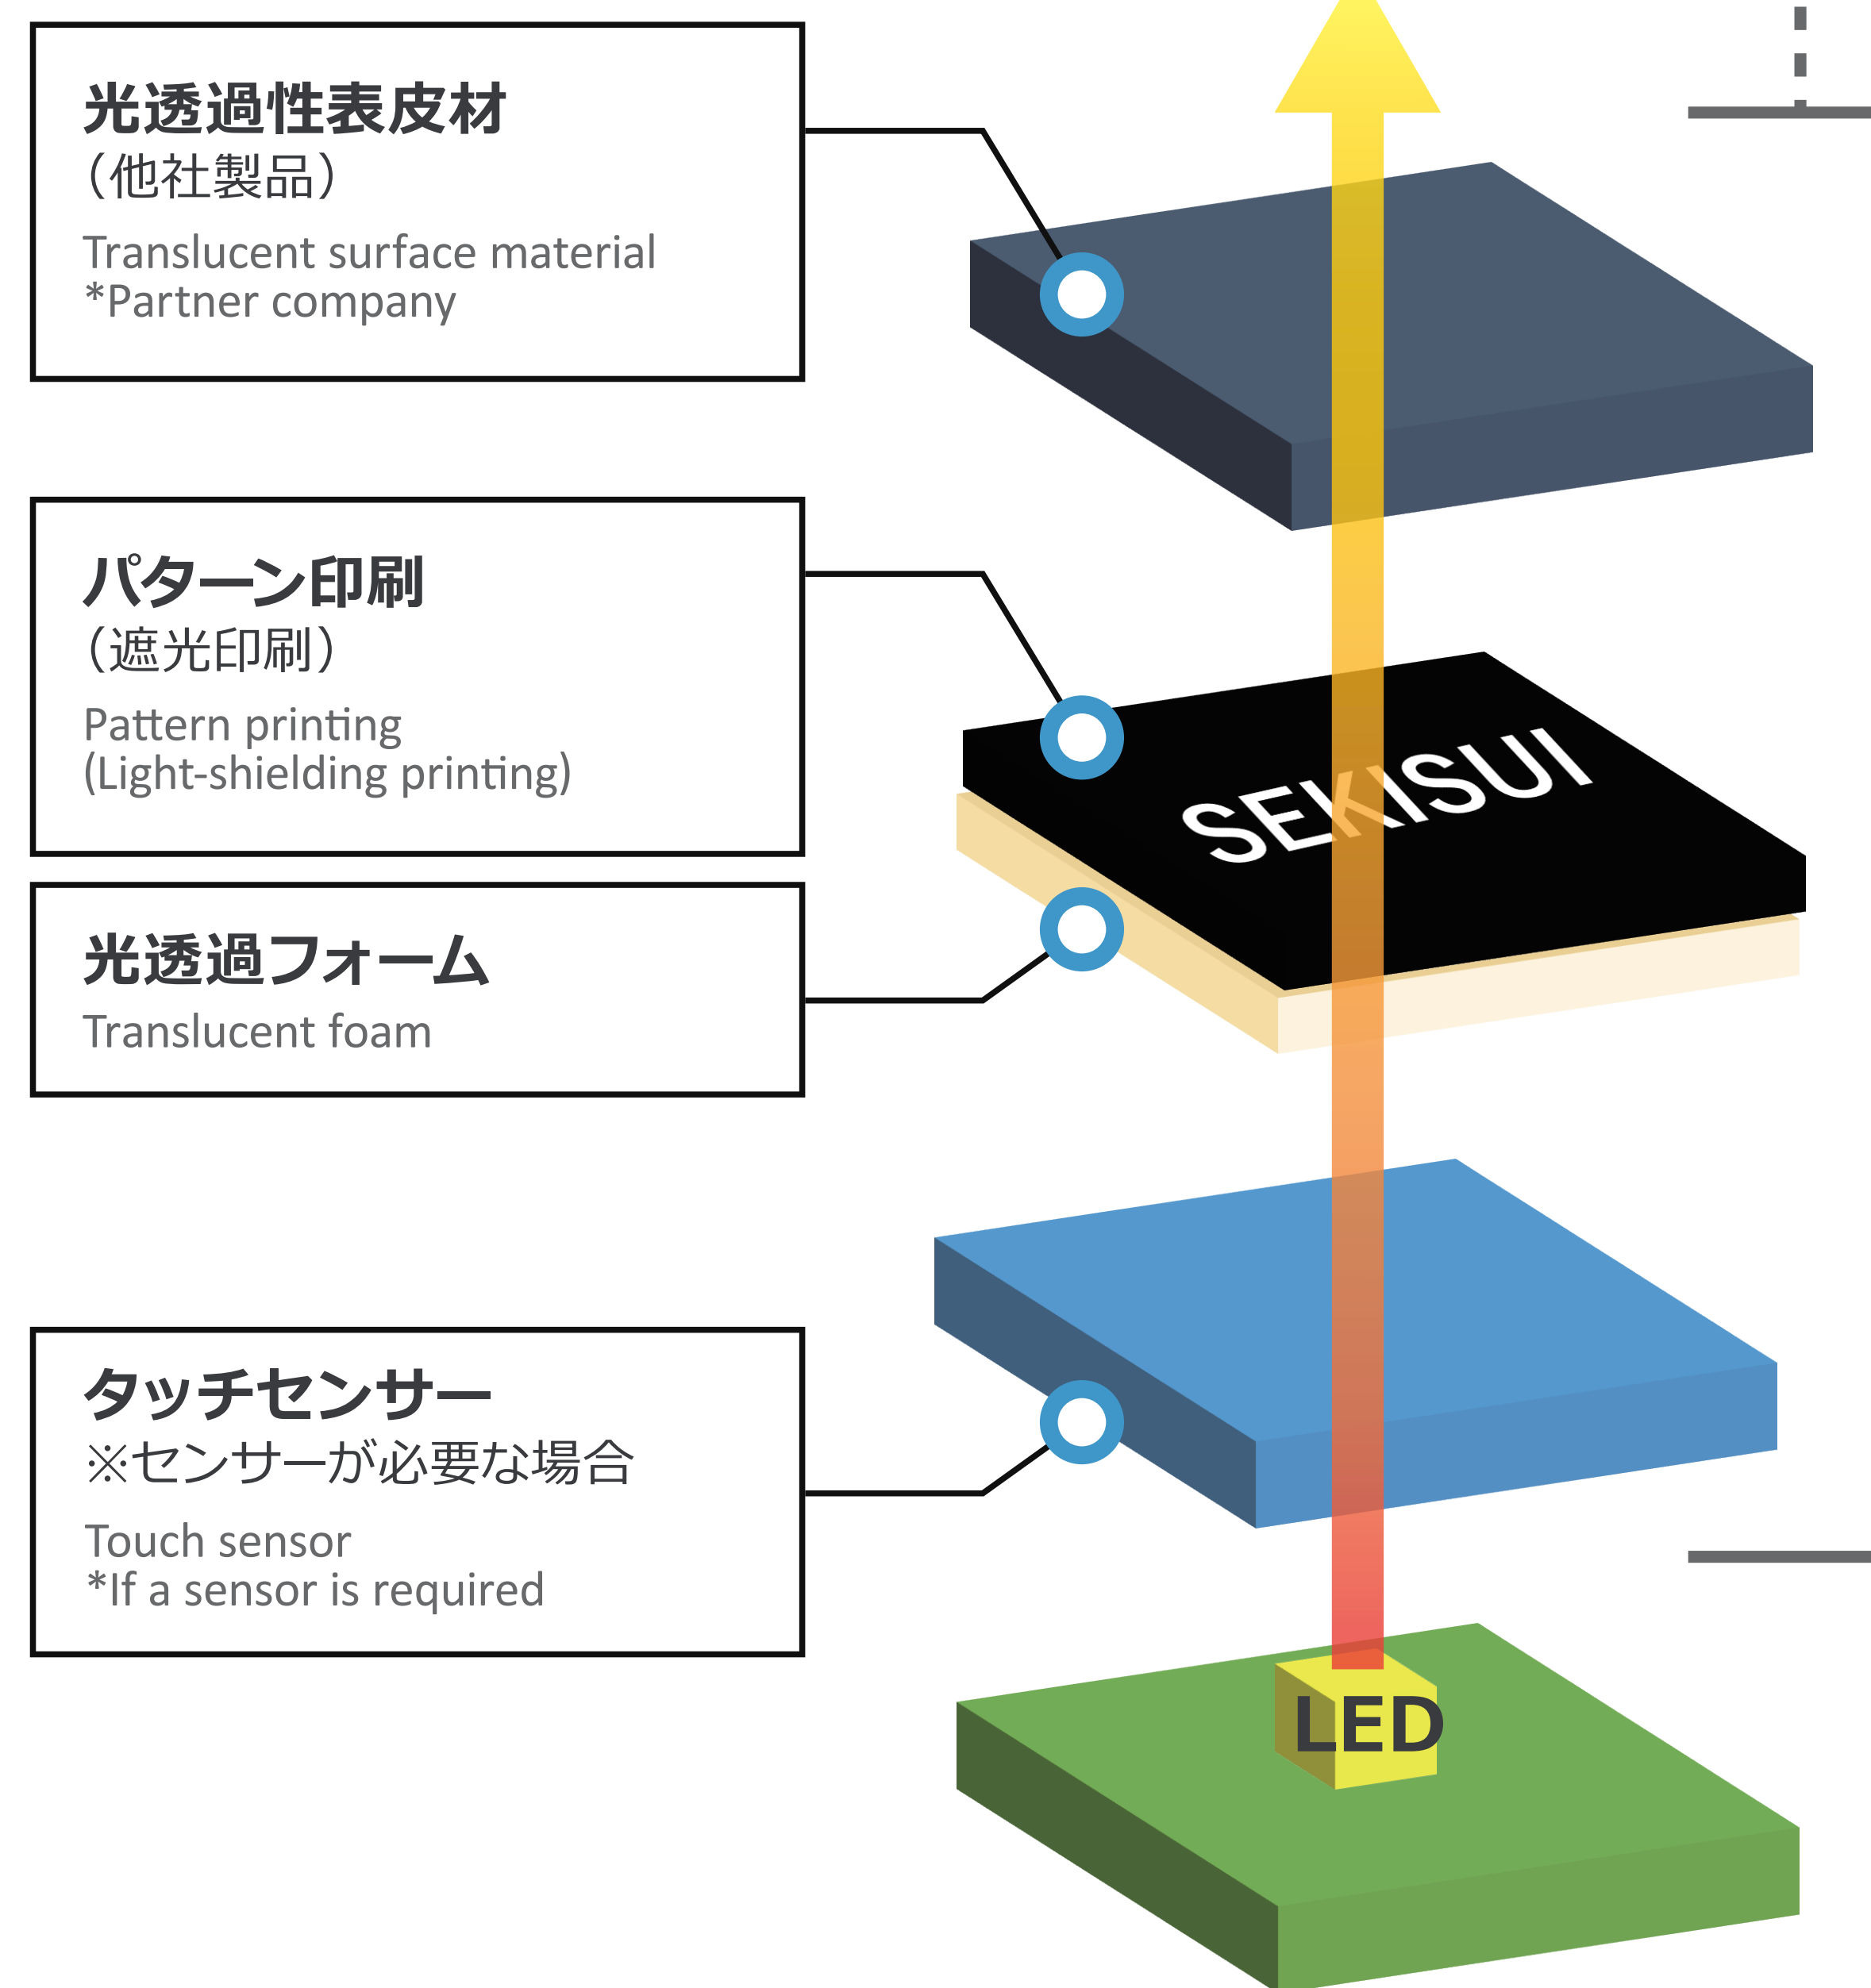 光透過性表皮材
（他社製品）
Translucent surface material
*Partner company
パターン印刷
（遮光印刷）
Pattern printing
(Light-shielding printing)
SEKISUI
光透過フォーム
Translucent foam
タッチセンサー
※センサーが必要な場合
Touch sensor
*If a sensor is required
LED